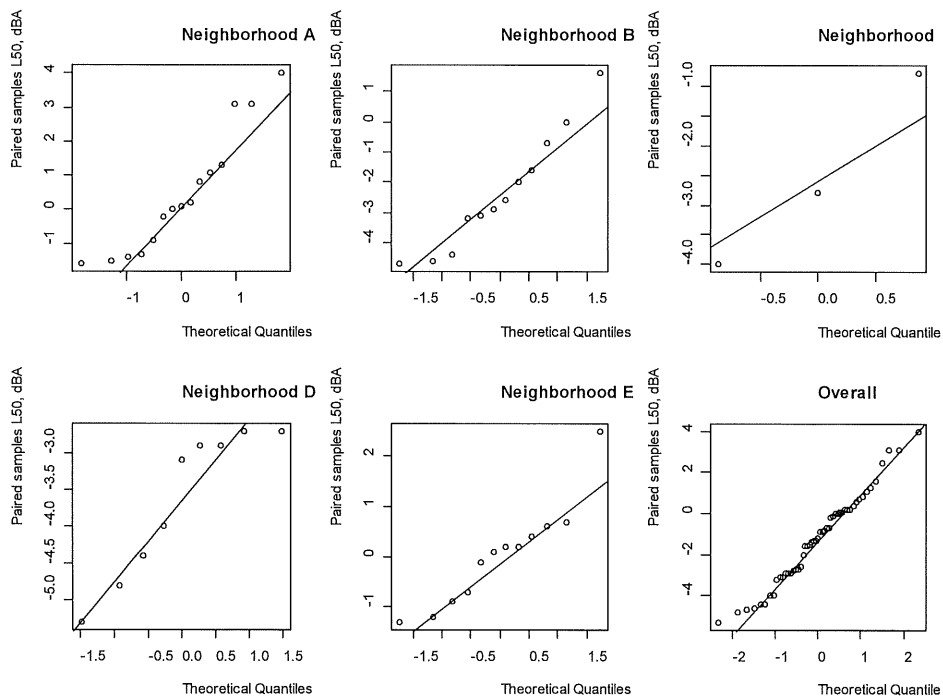 Neighborhood A
Paired samples L50, dBA
4
3
2
1
0
-1
-1 0 1
Theoretical Quantiles
Neighborhood B
Paired samples L50, dBA
1
0
-1
-2
-3
-4
-1.5 -0.5 0.5 1.5
Theoretical Quantiles
Neighborhood
Paired samples L50, dBA
-1.0
-2.0
-3.0
-4.0
-0.5 0.0 0.5
Theoretical Quantile
Neighborhood D
Paired samples L50, dBA
-3.0
-3.5
-4.0
-4.5
-5.0
-1.5 -0.5 0.0 0.5 1.0 1.5
Theoretical Quantiles
Neighborhood E
Paired samples L50, dBA
2
1
0
-1
-1.5 -0.5 0.5 1.5
Theoretical Quantiles
Overall
Paired samples L50, dBA
4
2
0
-2
-4
-2 -1 0 1 2
Theoretical Quantiles